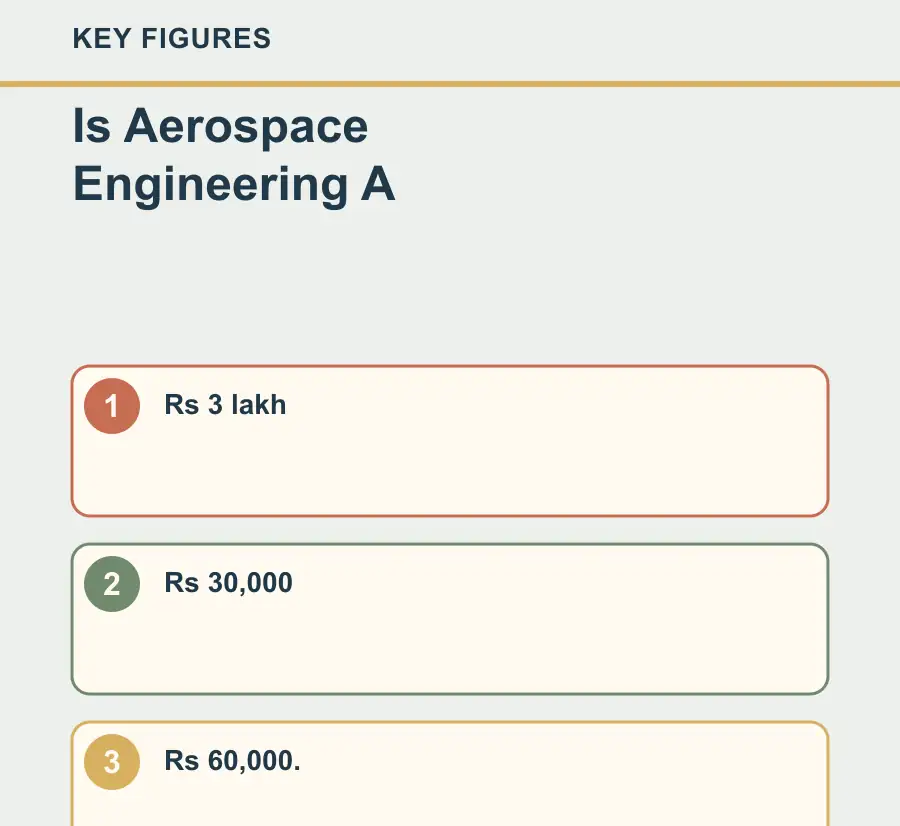 KEY FIGURES
Is Aerospace
Engineering A
1
Rs 3 lakh
2
Rs 30,000
3
Rs 60,000.